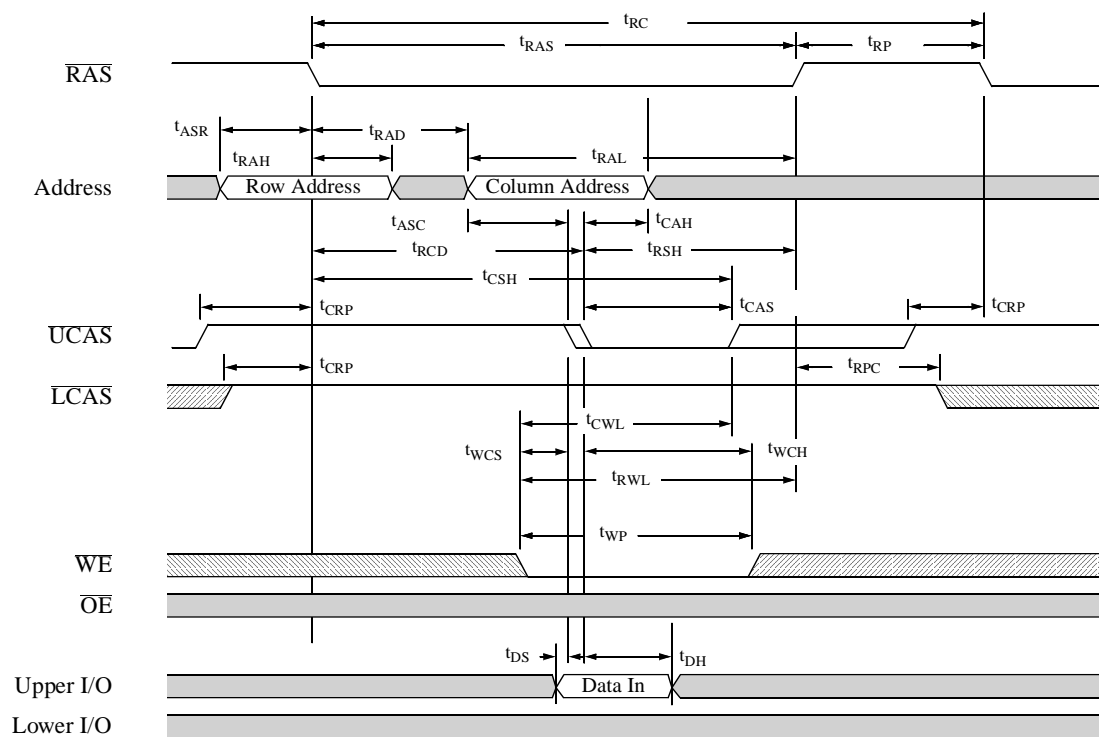 tRC
tRAS
tRP
RAS
tASR
tRAD
tRAH
tRAL
Address
Row Address
Column Address
tASC
tCAH
tRCD
tRSH
tCSH
tCRP
tCAS
tCRP
UCAS
tCRP
tRPC
LCAS
tCWL
tWCS
tWCH
tRWL
tWP
WE
OE
tDS
tDH
Upper I/O
Data In
Lower I/O